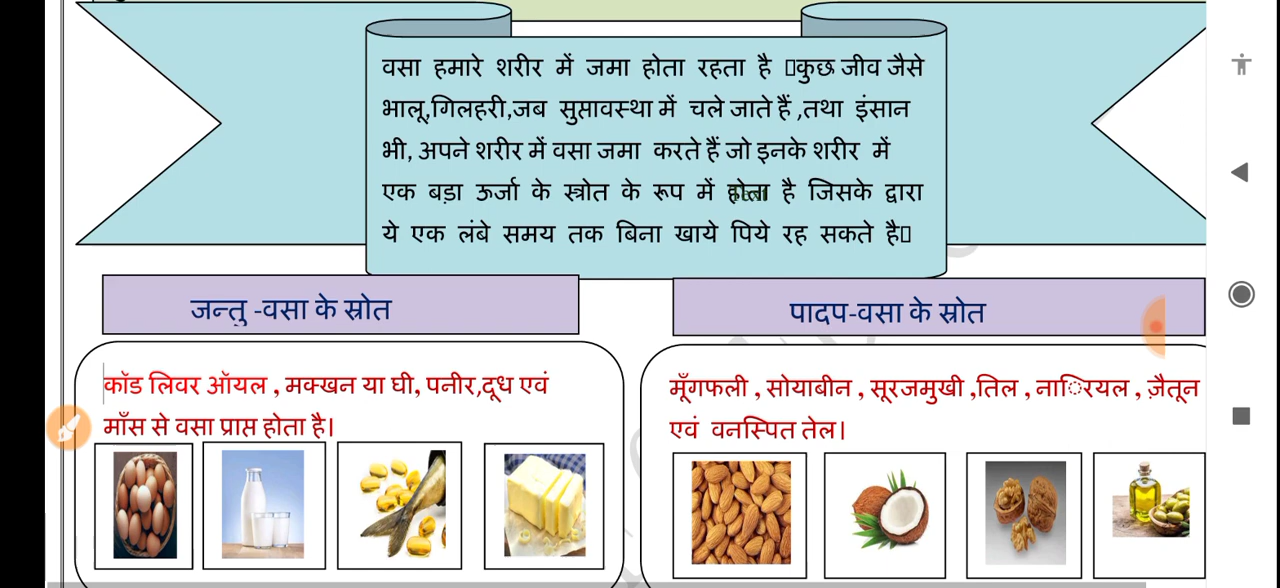 वसा हमारे शरीर में जमा होता रहता है ▯कुछ जीव जैसे
भालू,गिलहरी,जब सुप्तावस्था में चले जाते हैं ,तथा इंसान
भी, अपने शरीर में वसा जमा करते हैं जो इनके शरीर में
एक बड़ा ऊर्जा के स्त्रोत के रूप में होता है जिसके द्वारा
ये एक लंबे समय तक बिना खाये पिये रह सकते है▯
जन्तु -वसा के स्रोत
पादप-वसा के स्रोत
कॉड लिवर ऑयल , मक्खन या घी, पनीर,दूध एवं
माँस से वसा प्राप्त होता है।
मूँगफली , सोयाबीन , सूरजमुखी ,तिल , नारियल , ज़ैतून
एवं वनस्पित तेल।